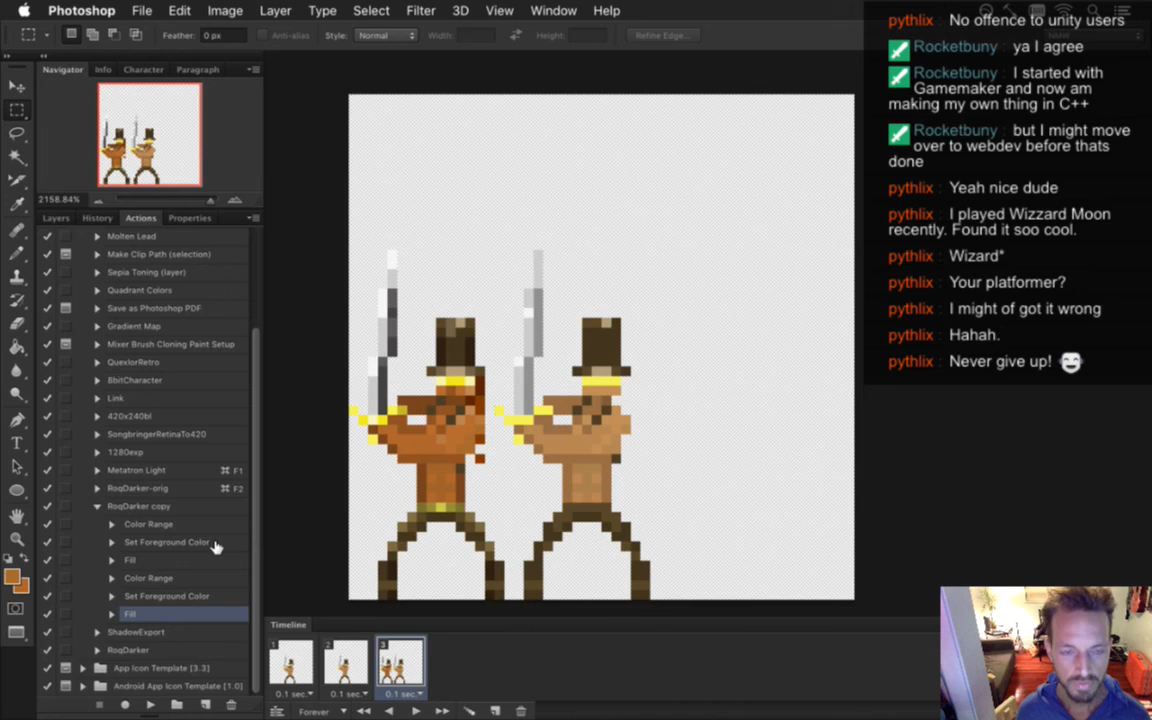 Photoshop File Edit Image Layer Type Select Filter 3D View Window Help
Feather: 0 px Anti-alias Style: Normal Width: Height: Refine Edge...
Navigator Info Character Paragraph
2158.84%
Layers History Actions Properties
Molten Lead
Make Clip Path (selection)
Sepia Toning (layer)
Quadrant Colors
Save as Photoshop PDF
Gradient Map
Mixer Brush Cloning Paint Setup
QuexlorRetro
8bitCharacter
Link
420x240bl
SongbringerRetinaTo420
1280exp
Metatron Light ⌘ F1
RoqDarker-orig ⌘ F2
RoqDarker copy
Color Range
Set Foreground Color
Fill
Color Range
Set Foreground Color
Fill
ShadowExport
RoqDarker
App Icon Template [3.3]
Android App Icon Template [1.0]
Timeline
1 2 3
0.1 sec. 0.1 sec. 0.1 sec.
Forever
pythlix : No offence to unity users
Rocketbuny : ya I agree
Rocketbuny : I started with
Gamemaker and now am
making my own thing in C++
Rocketbuny : but I might move
over to webdev before thats
done
pythlix : Yeah nice dude
pythlix : I played Wizzard Moon
recently. Found it soo cool.
pythlix : Wizard*
pythlix : Your platformer?
pythlix : I might of got it wrong
pythlix : Hahah.
pythlix : Never give up!